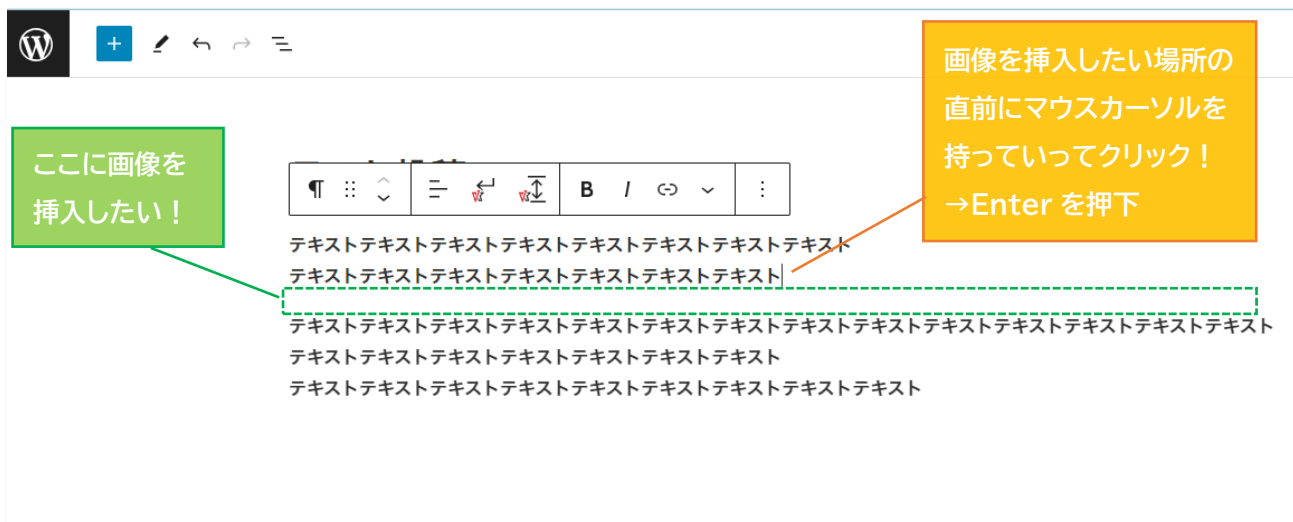 画像を挿入したい場所の
直前にマウスカーソルを
持っていってクリック！
→Enter を押下
ここに画像を
挿入したい！
B I
テキストテキストテキストテキストテキストテキストテキストテキスト
テキストテキストテキストテキストテキストテキストテキスト
テキストテキストテキストテキストテキストテキストテキストテキストテキストテキストテキストテキストテキストテキスト
テキストテキストテキストテキストテキストテキストテキスト
テキストテキストテキストテキストテキストテキストテキストテキストテキスト